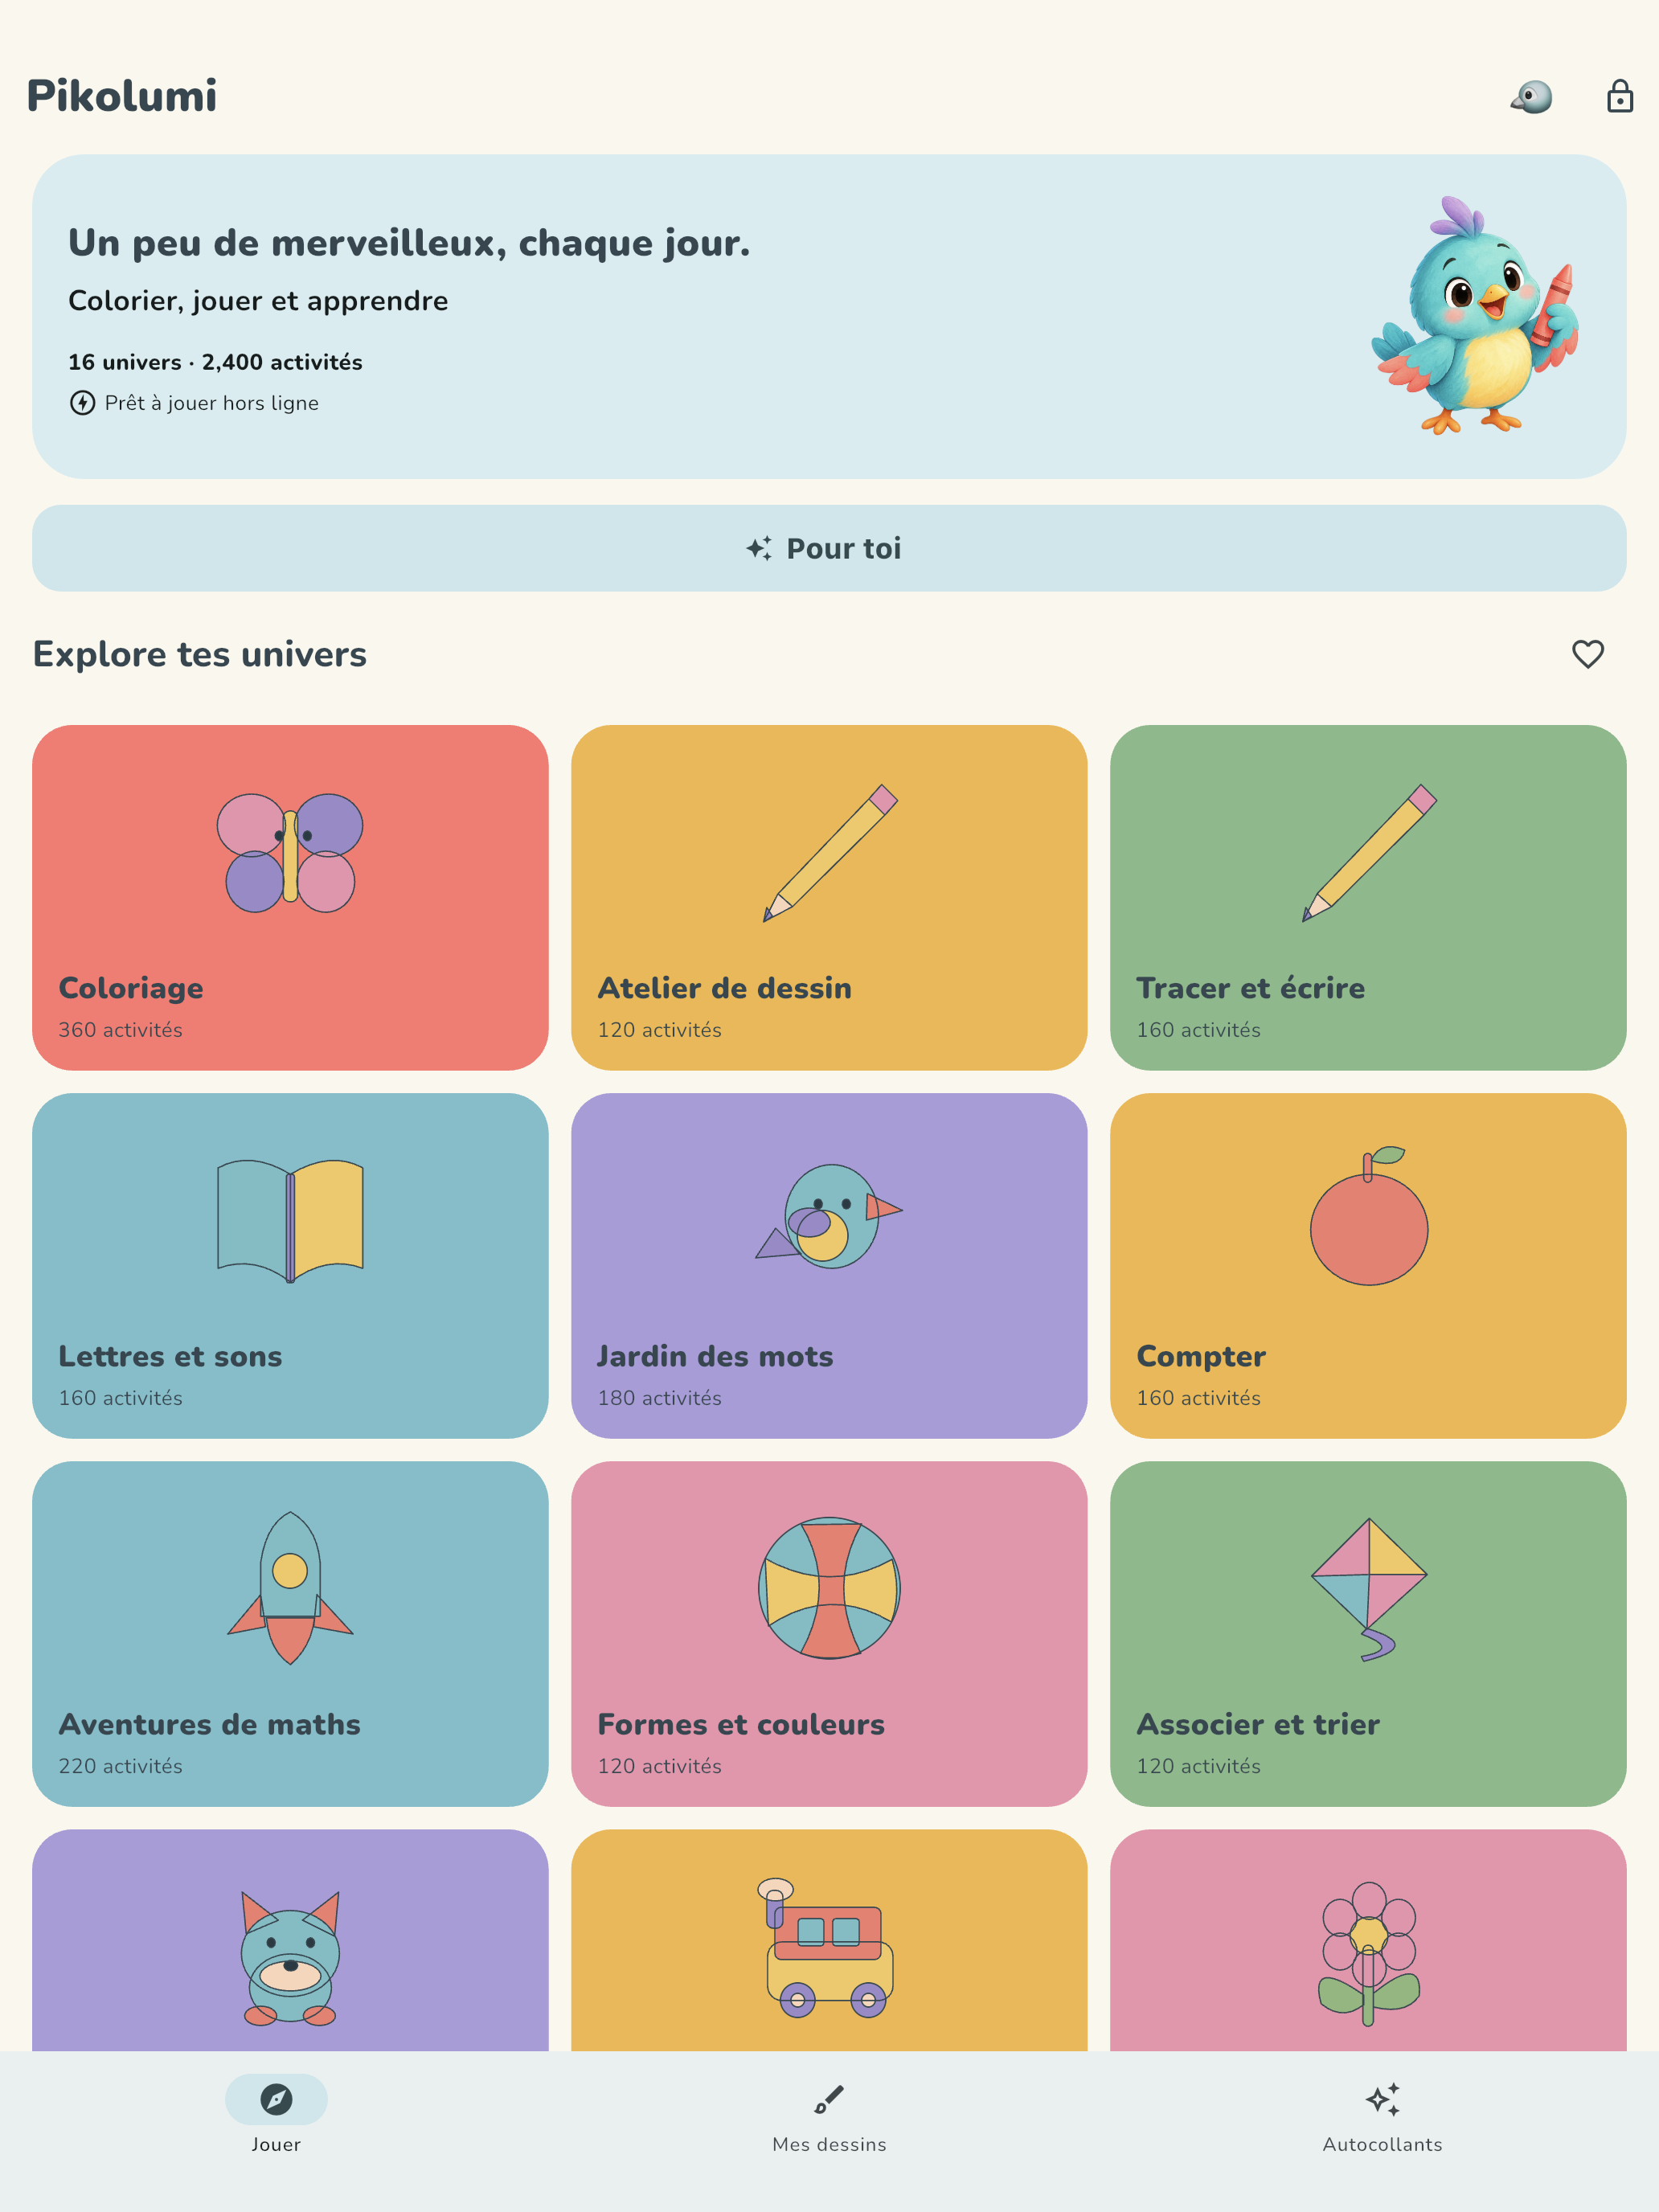 Pikolumi
Un peu de merveilleux, chaque jour.
Colorier, jouer et apprendre
16 univers · 2,400 activités
Prêt à jouer hors ligne
Pour toi
Explore tes univers
Coloriage
360 activités
Atelier de dessin
120 activités
Tracer et écrire
160 activités
Lettres et sons
160 activités
Jardin des mots
180 activités
Compter
160 activités
Aventures de maths
220 activités
Formes et couleurs
120 activités
Associer et trier
120 activités
Jouer
Mes dessins
Autocollants